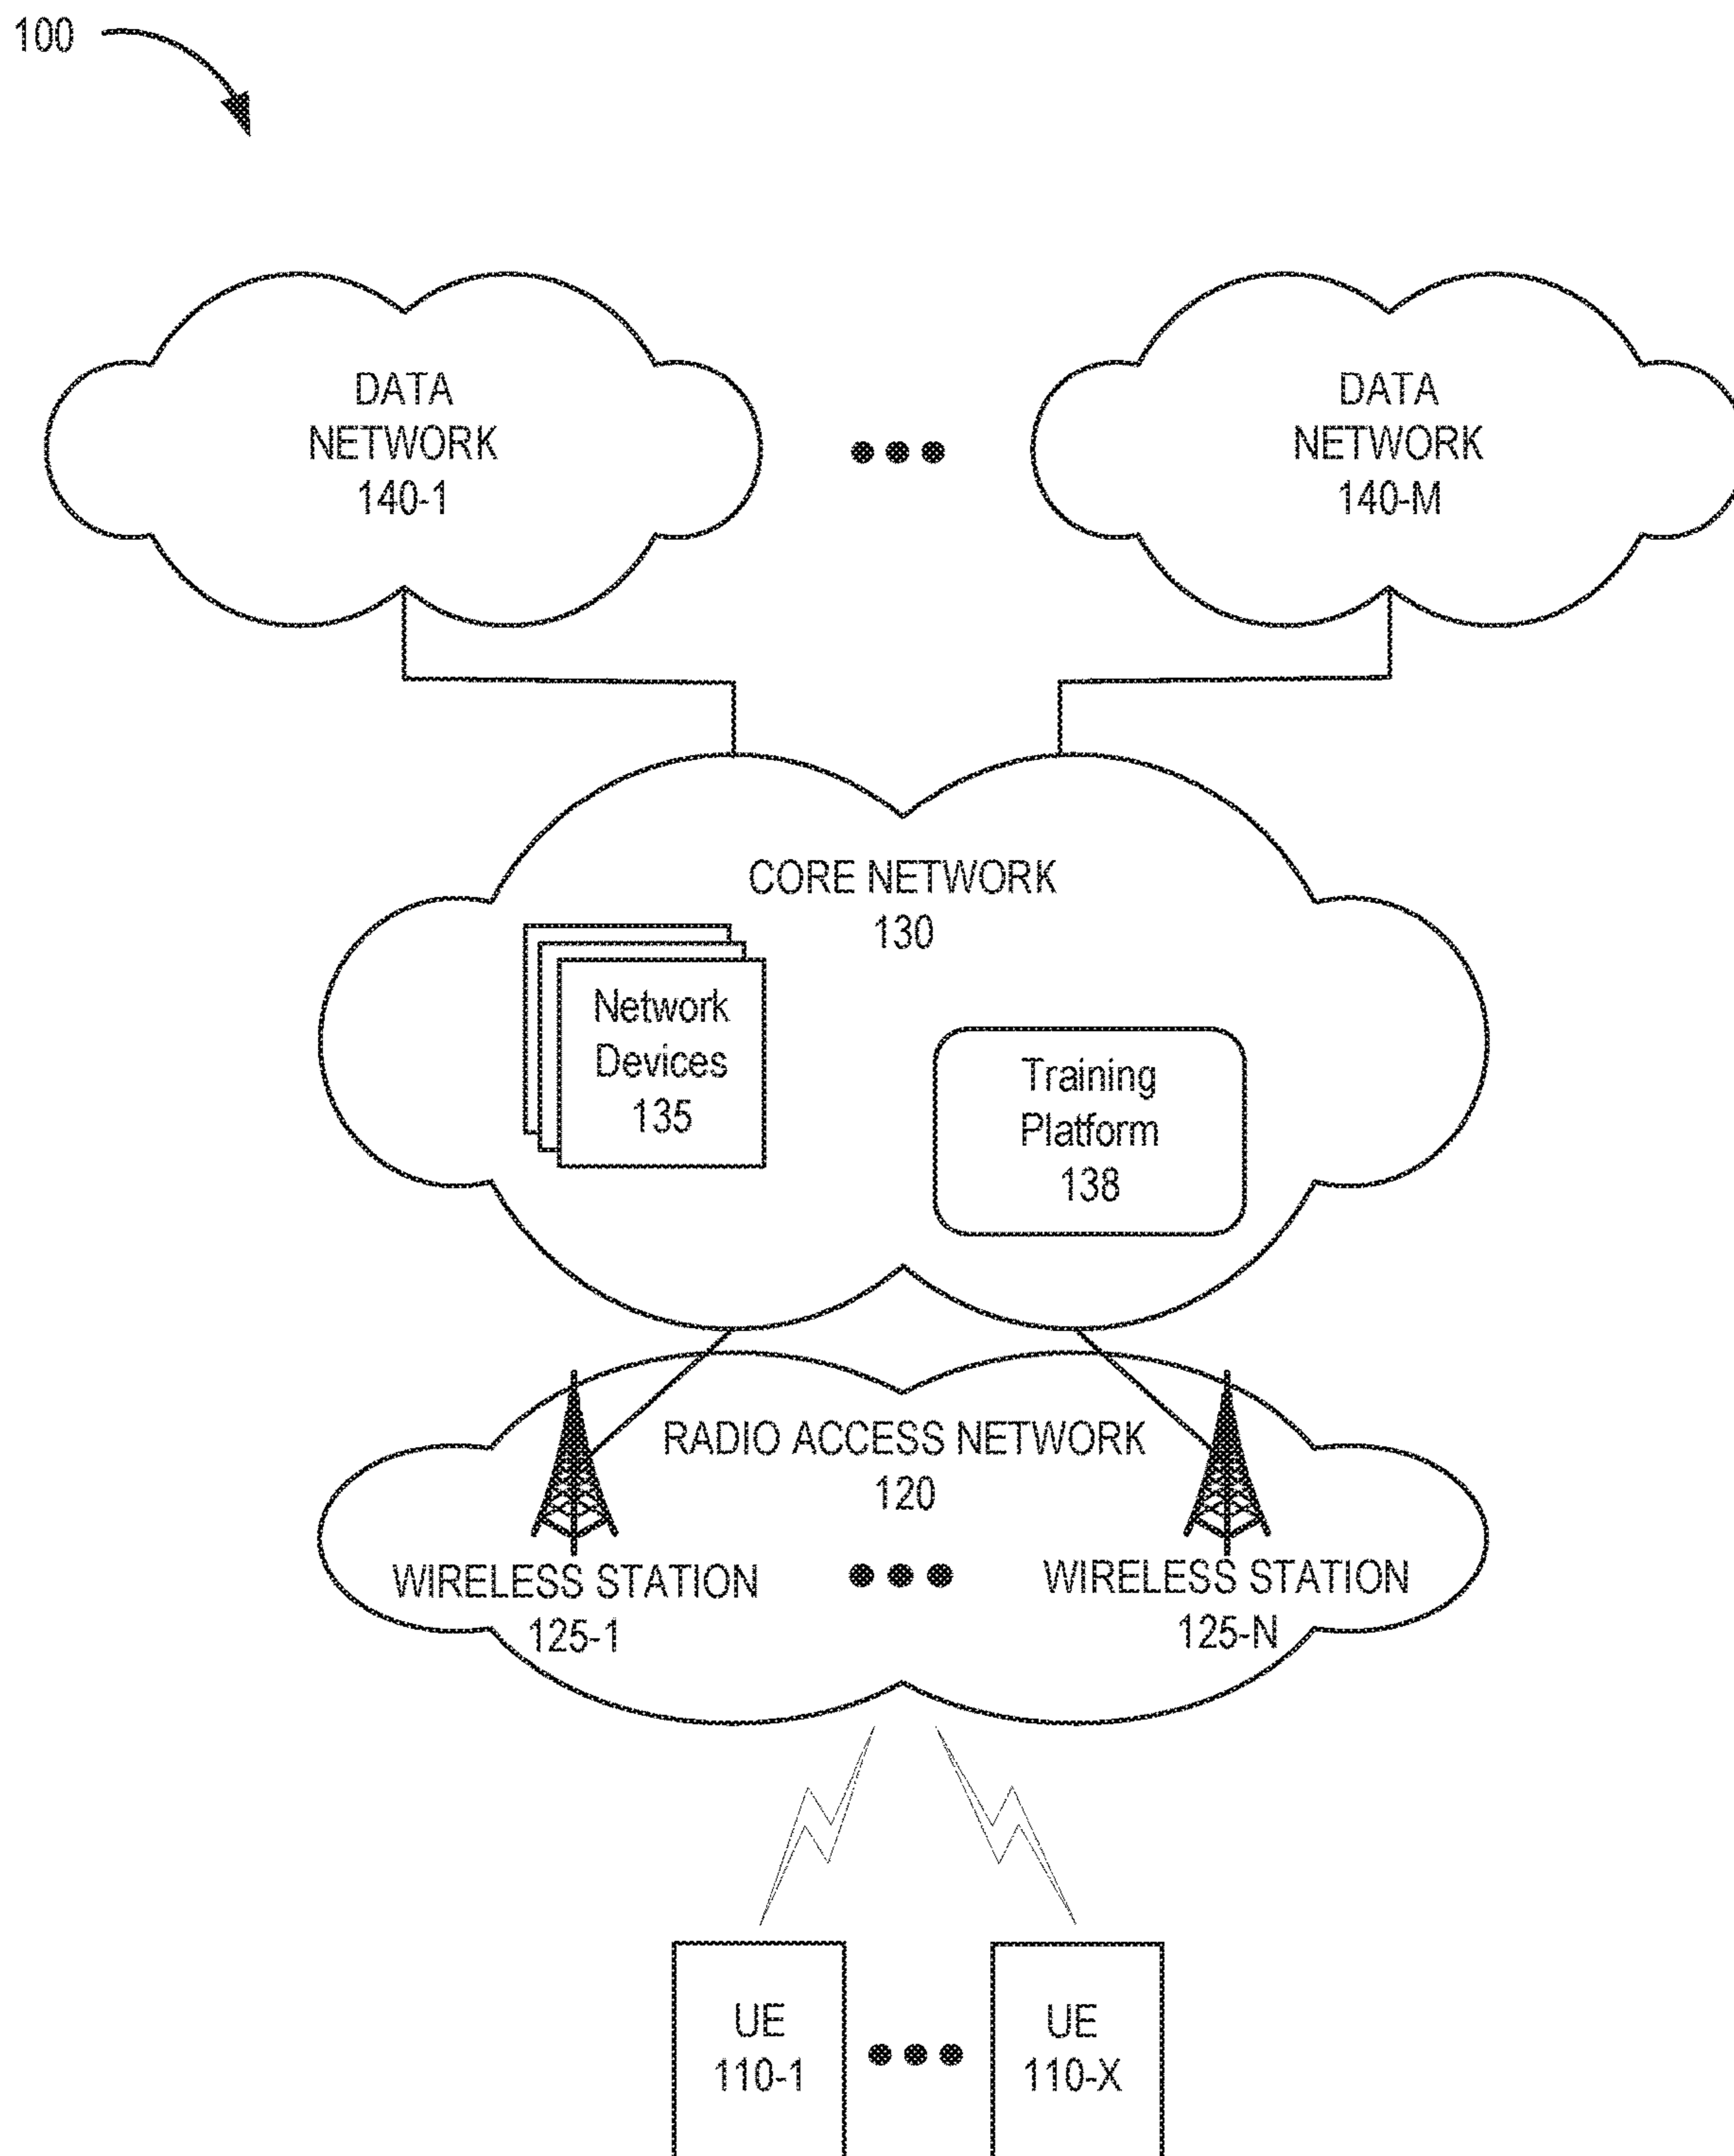 100
DATA
NETWORK
140-1
DATA
NETWORK
140-M
CORE NETWORK
130
Network
Devices
135
Training
Platform
138
RADIO ACCESS NETWORK
120
WIRELESS STATION
125-1
WIRELESS STATION
125-N
UE
110-1
UE
110-X